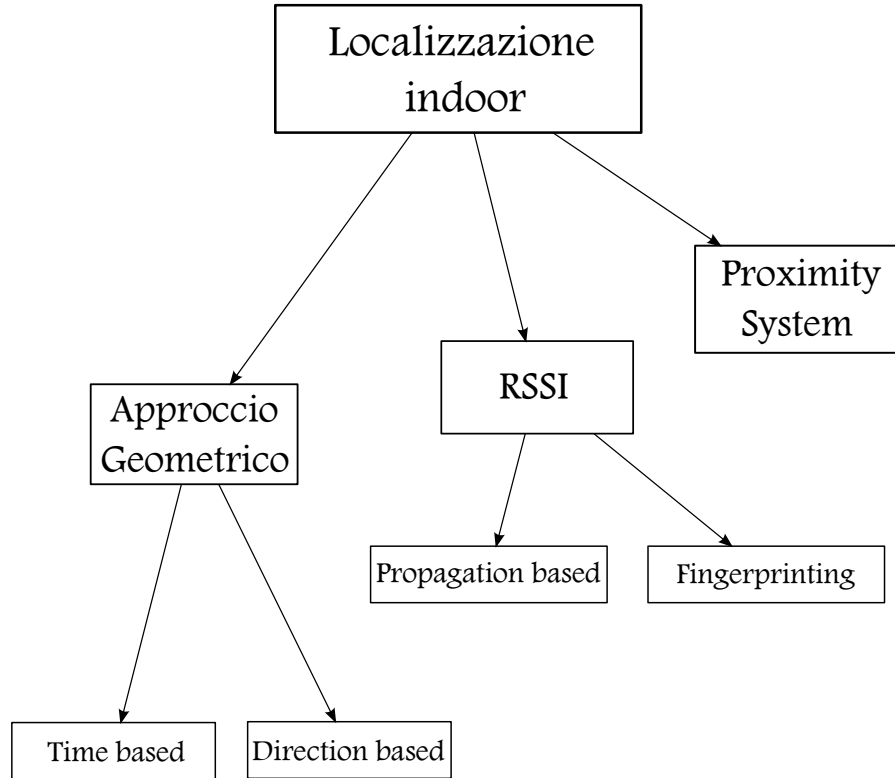 Localizzazione
indoor
Proximity
System
RSSI
Approccio
Geometrico
Propagation based
Fingerprinting
Time based
Direction based